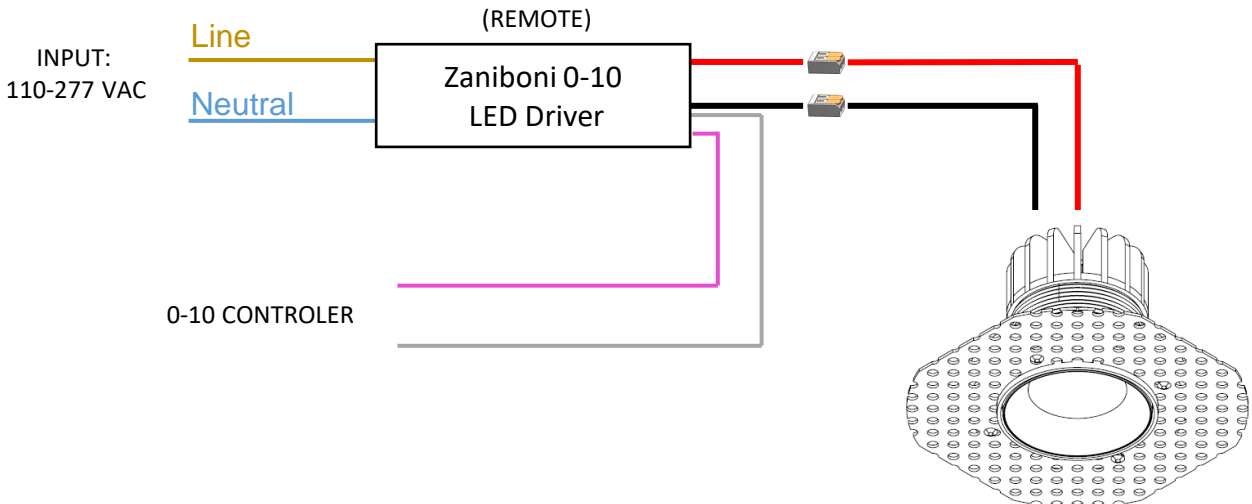 (REMOTE)
Line
INPUT:
110-277 VAC
Neutral
Zaniboni 0-10
LED Driver
0-10 CONTROLER